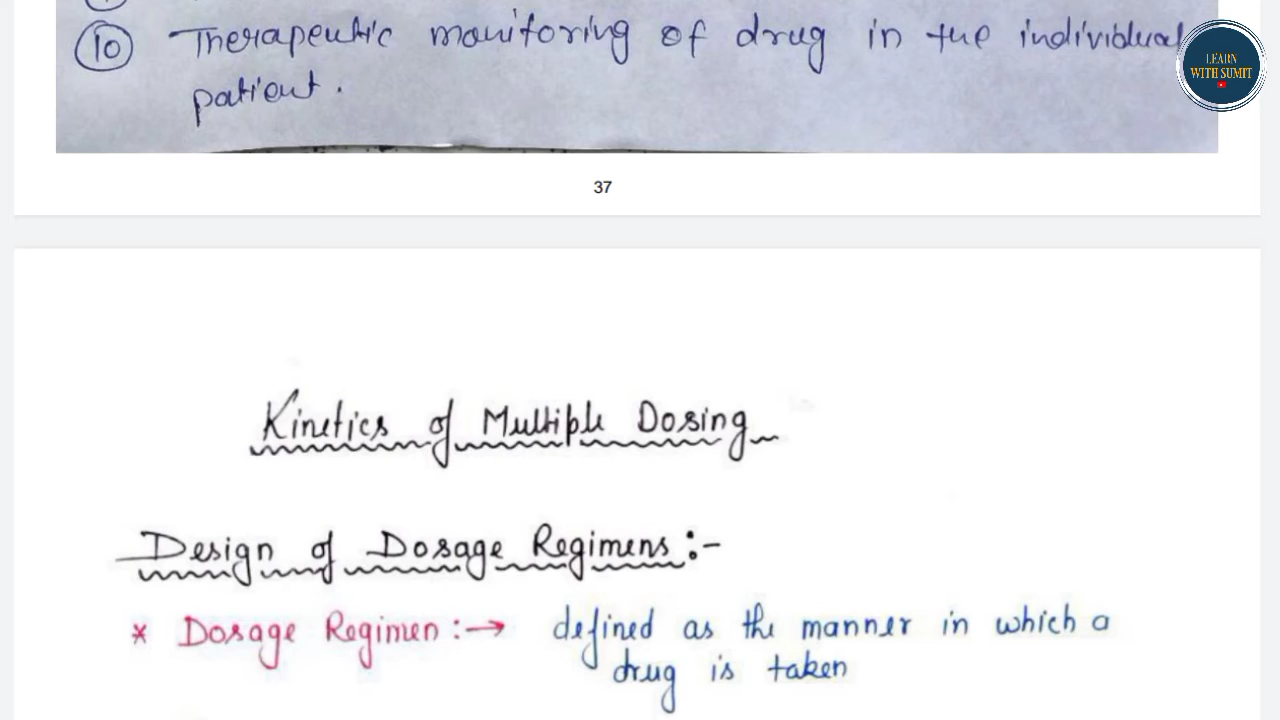 10 Therapeutic monitoring of drug in the individual
patient.
LEARN
WITH SUMIT
37
Kinetics of Multiple Dosing
Design of Dosage Regimens :-
* Dosage Regimen :→ defined as the manner in which a
drug is taken